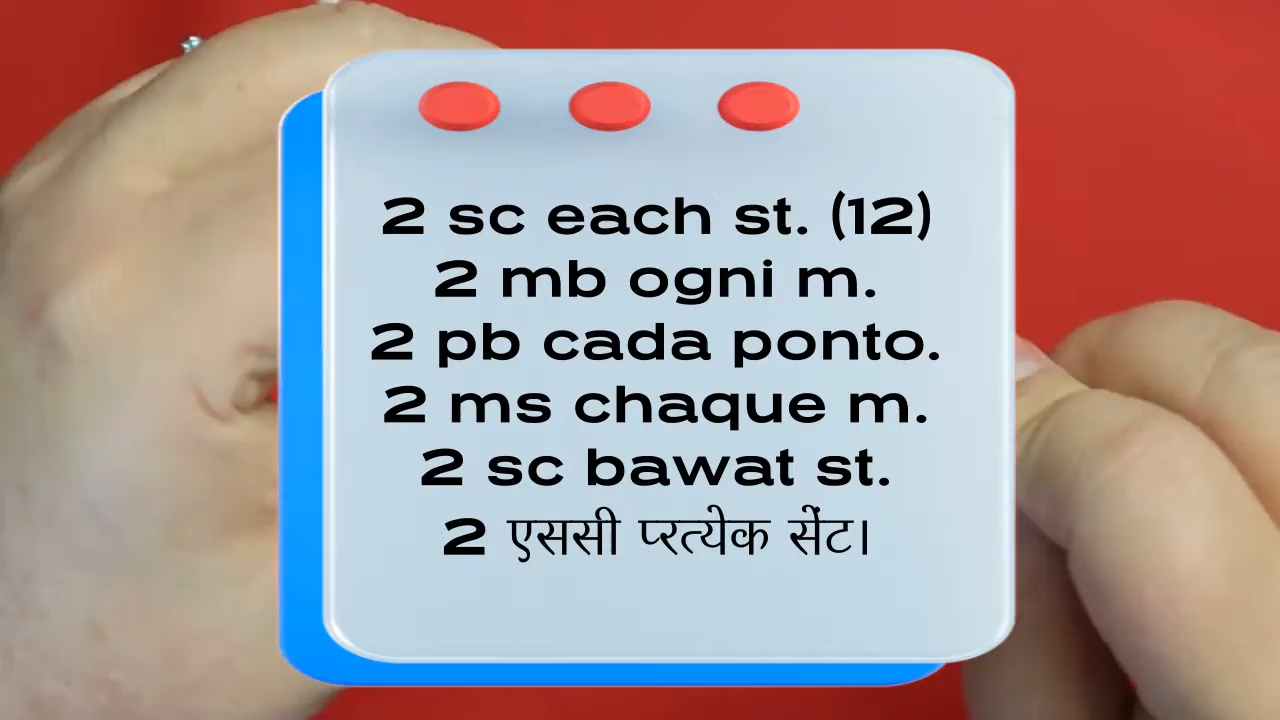 2 sc each st. (12)
2 mb ogni m.
2 pb cada ponto.
2 ms chaque m.
2 sc bawat st.
2 एससी प्रत्येक सेंट।